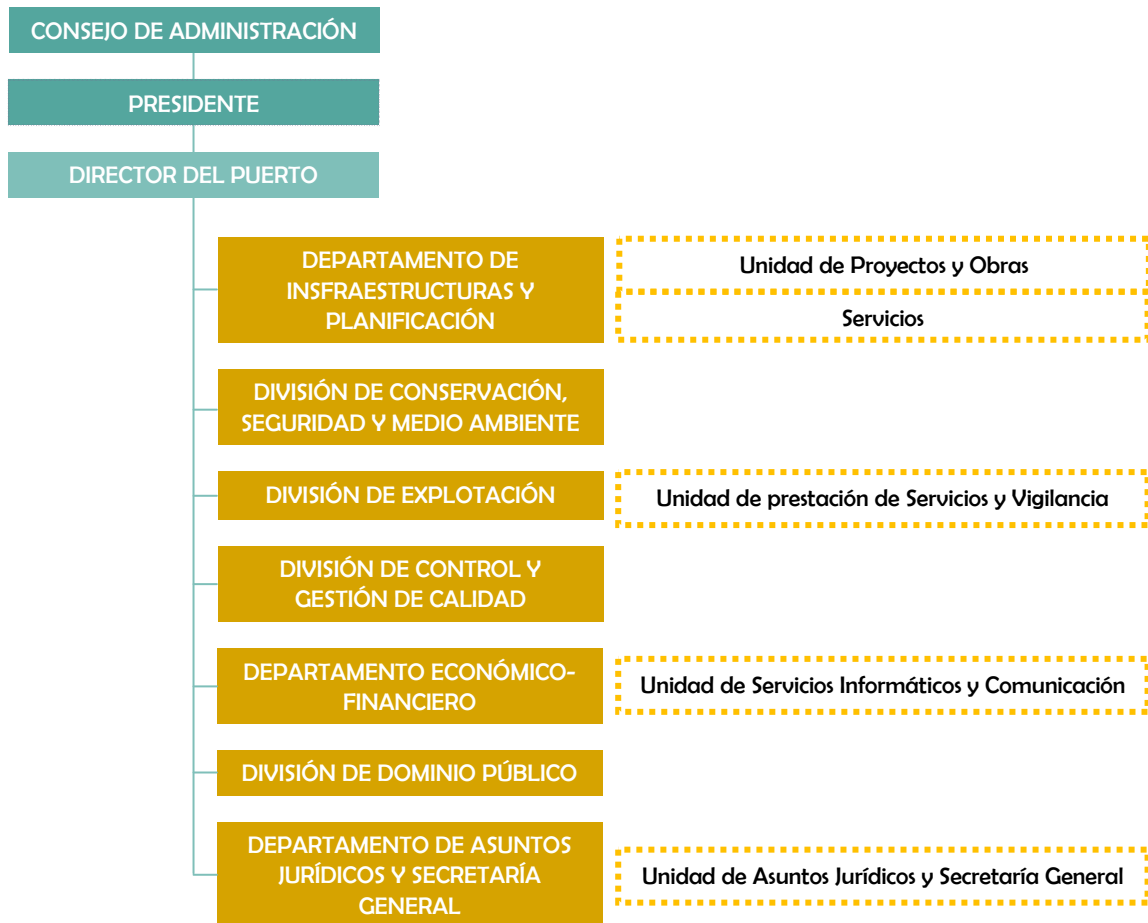 CONSEJO DE ADMINISTRACIÓN
PRESIDENTE
DIRECTOR DEL PUERTO
DEPARTAMENTO DE
INSFRAESTRUCTURAS Y
PLANIFICACIÓN
Unidad de Proyectos y Obras
Servicios
DIVISIÓN DE CONSERVACIÓN,
SEGURIDAD Y MEDIO AMBIENTE
DIVISIÓN DE EXPLOTACIÓN
Unidad de prestación de Servicios y Vigilancia
DIVISIÓN DE CONTROL Y
GESTIÓN DE CALIDAD
DEPARTAMENTO ECONÓMICO-
FINANCIERO
Unidad de Servicios Informáticos y Comunicación
DIVISIÓN DE DOMINIO PÚBLICO
DEPARTAMENTO DE ASUNTOS
JURÍDICOS Y SECRETARÍA
GENERAL
Unidad de Asuntos Jurídicos y Secretaría General